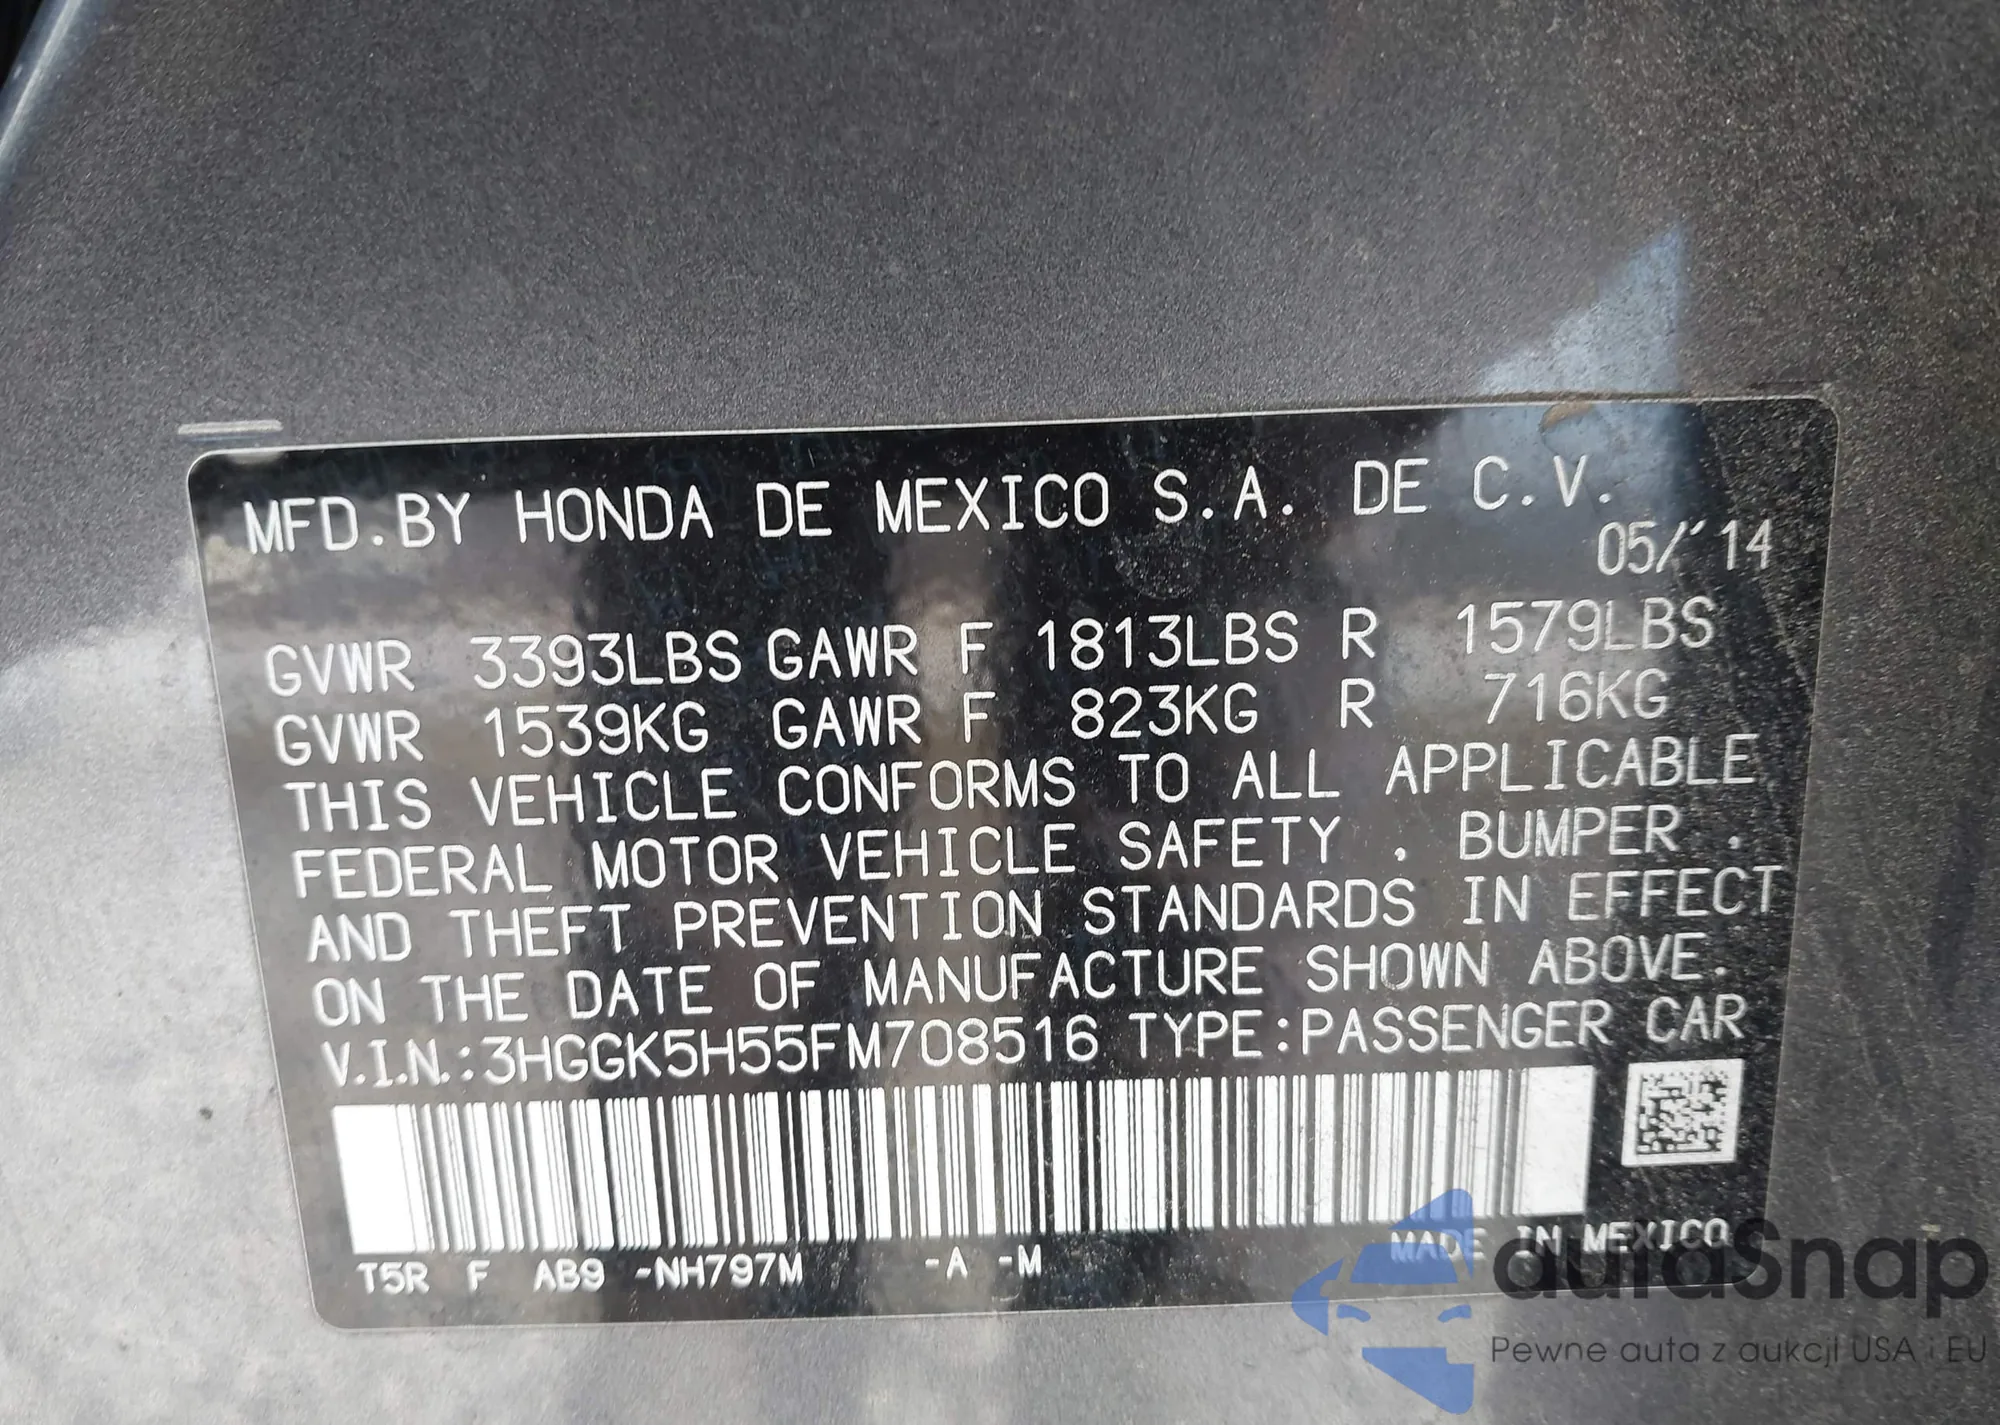 MFD.BY HONDA DE MEXICO S.A. DE C.V.
05/'14
GVWR 3393LBS GAWR F 1813LBS R 1579LBS
GVWR 1539KG GAWR F 823KG R 716KG
THIS VEHICLE CONFORMS TO ALL APPLICABLE
FEDERAL MOTOR VEHICLE SAFETY , BUMPER ,
AND THEFT PREVENTION STANDARDS IN EFFECT
ON THE DATE OF MANUFACTURE SHOWN ABOVE.
V.I.N.:3HGGK5H55FM708516 TYPE:PASSENGER CAR
MADE IN MEXICO
T5R F AB9 -NH797M -A -M
autaSnap
Pewne auta z aukcji USA i EU